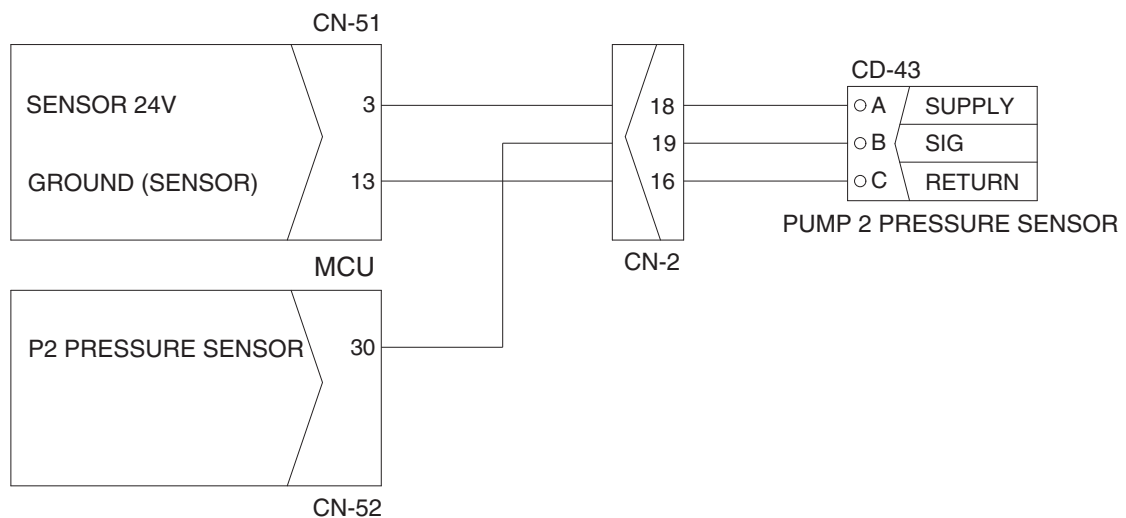 CN-51
SENSOR 24V
3
GROUND (SENSOR)
13
MCU
P2 PRESSURE SENSOR
30
CN-52
18
19
16
CN-2
CD-43
A SUPPLY
B SIG
C RETURN
PUMP 2 PRESSURE SENSOR